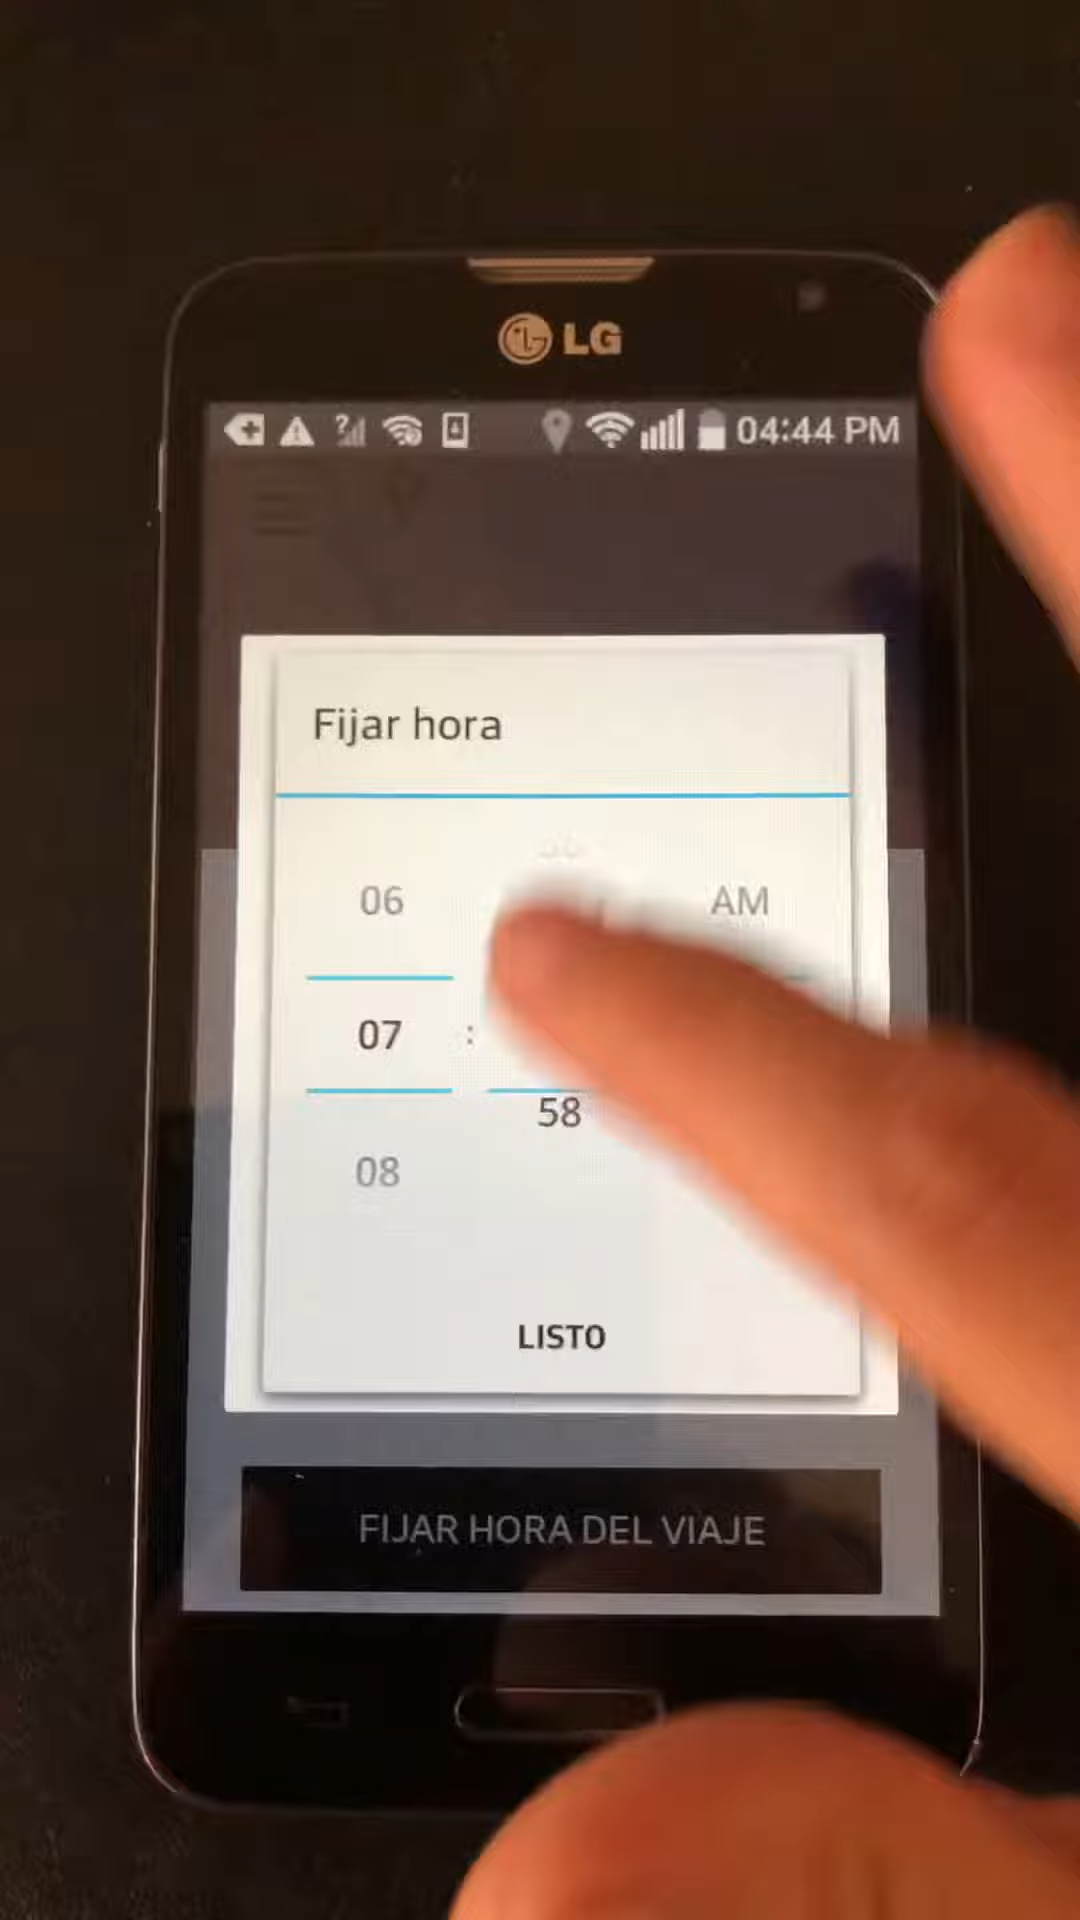 LG
04:44 PM
Fijar hora
06 AM
07 :
58
08
LISTO
FIJAR HORA DEL VIAJE